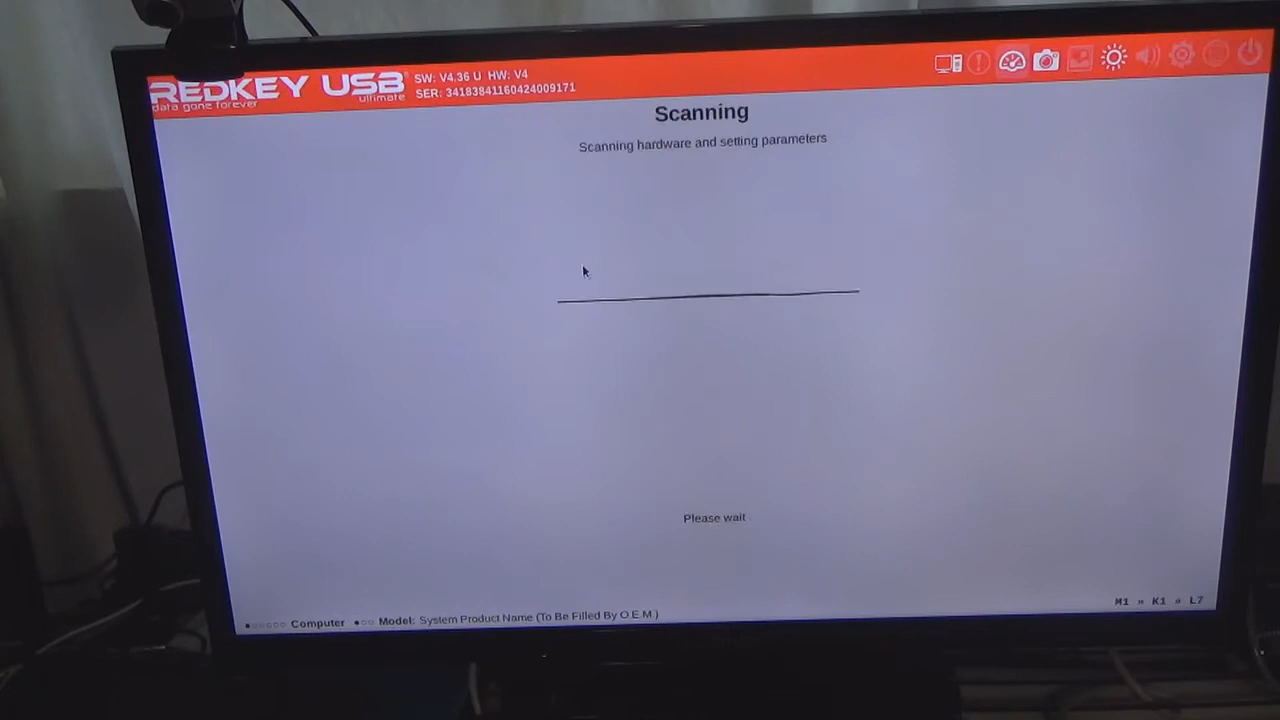 REDKEY USB
ultimate
data gone forever
SW: V4.36 U HW: V4
SER: 34183841160424009171
Scanning
Scanning hardware and setting parameters
Please wait
M1 » K1 » L7
Computer Model: System Product Name (To Be Filled By O.E.M.)